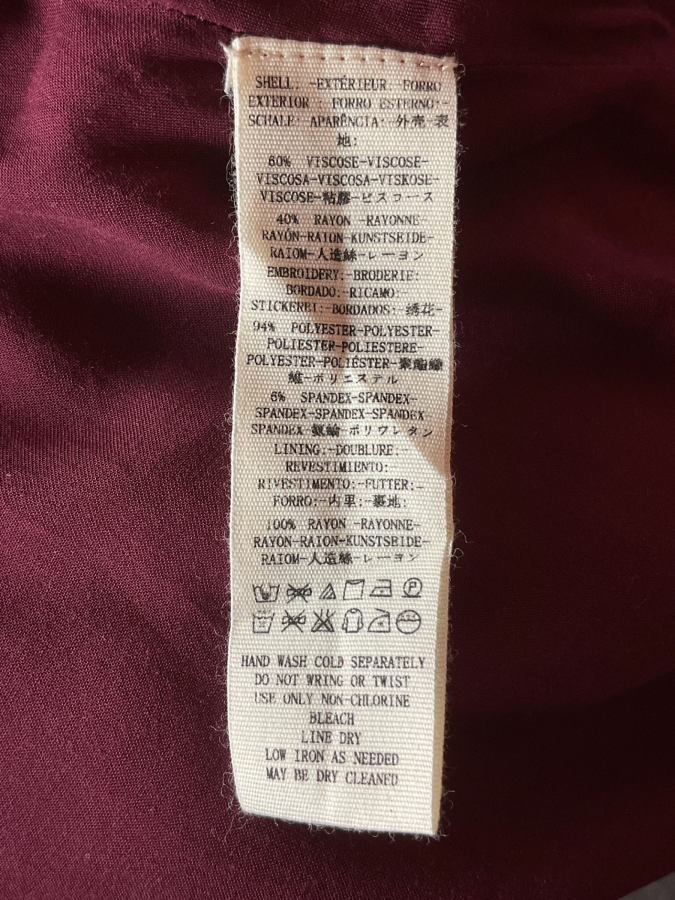 SHELL: -EXTÉRIEUR FORRO
EXTERIOR : FORRO ESTERNO:-
SCHALE: APARÊNCIA: 外壳 表
地:
60% VISCOSE-VISCOSE-
VISCOSA-VISCOSA-VISKOSE-
VISCOSE-粘膠-ビスコース
40% RAYON -RAYONNE-
RAYÓN-RAION-KUNSTSEIDE-
RAIOM-人造絲-レーヨン
EMBROIDERY:-BRODERIE:
BORDADO:-RICAMO:
STICKEREI:-BORDADOS: 绣花-
94% POLYESTER-POLYESTER-
POLIESTER-POLIESTERE-
POLYESTER-POLIÉSTER-聚酯纖
維-ポリエステル
6% SPANDEX-SPANDEX-
SPANDEX-SPANDEX-SPANDEX
SPANDEX-氨綸-ポリウレタン
LINING:-DOUBLURE:
REVESTIMIENTO:
RIVESTIMENTO:-FUTTER:-
FORRO:-内里:-裏地:
100% RAYON -RAYONNE-
RAYON-RAION-KUNSTSEIDE-
RAIOM-人造絲-レーヨン
P
HAND WASH COLD SEPARATELY
DO NOT WRING OR TWIST
USE ONLY NON-CHLORINE
BLEACH
LINE DRY
LOW IRON AS NEEDED
MAY BE DRY CLEANED